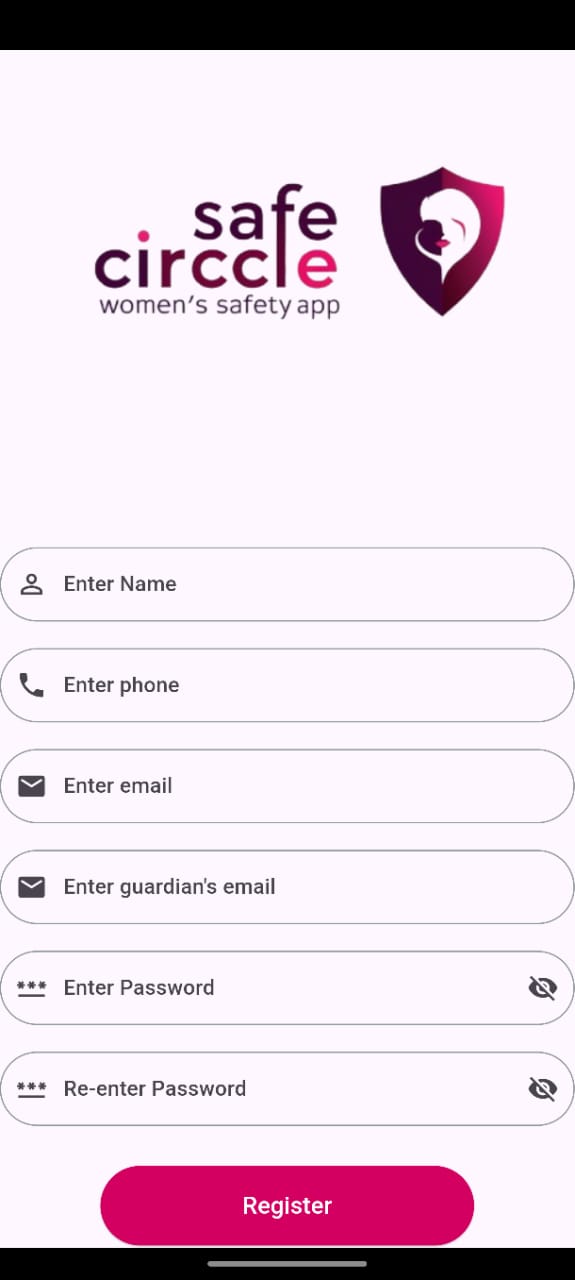 safe
circcle
women's safety app
Enter Name
Enter phone
Enter email
Enter guardian's email
*** Enter Password
*** Re-enter Password
Register